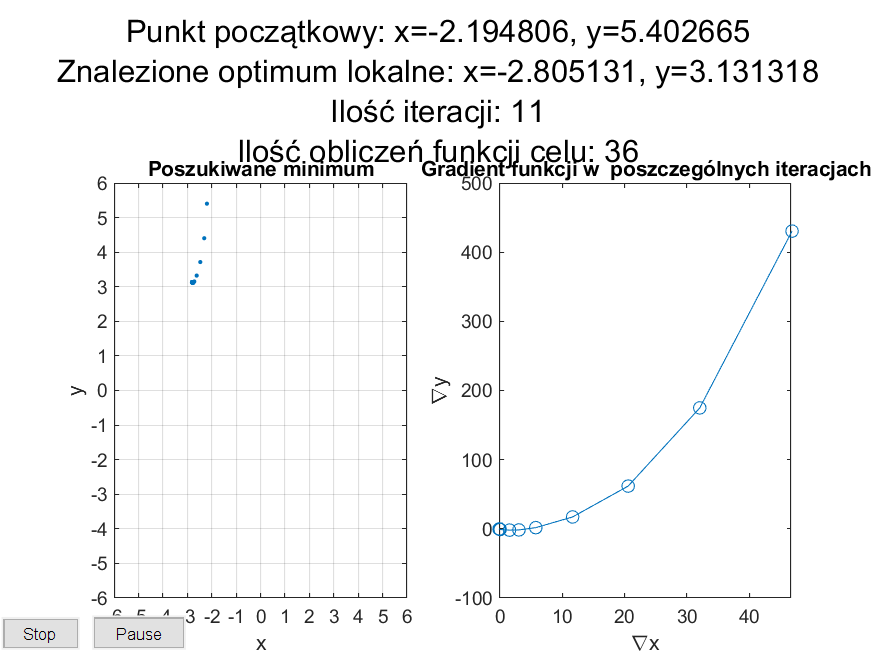 Punkt początkowy: x=-2.194806, y=5.402665
Znalezione optimum lokalne: x=-2.805131, y=3.131318
Ilość iteracji: 11
Ilość obliczeń funkcji celu: 36
Poszukiwane minimum
6
5
4
3
2
1
0
-1
-2
-3
-4
-5
-6
y
-6 -5 -4 -3 -2 -1 0 1 2 3 4 5 6
x
Gradient funkcji w poszczególnych iteracjach
500
400
300
200
100
0
-100
∇y
0 10 20 30 40
∇x
Stop
Pause